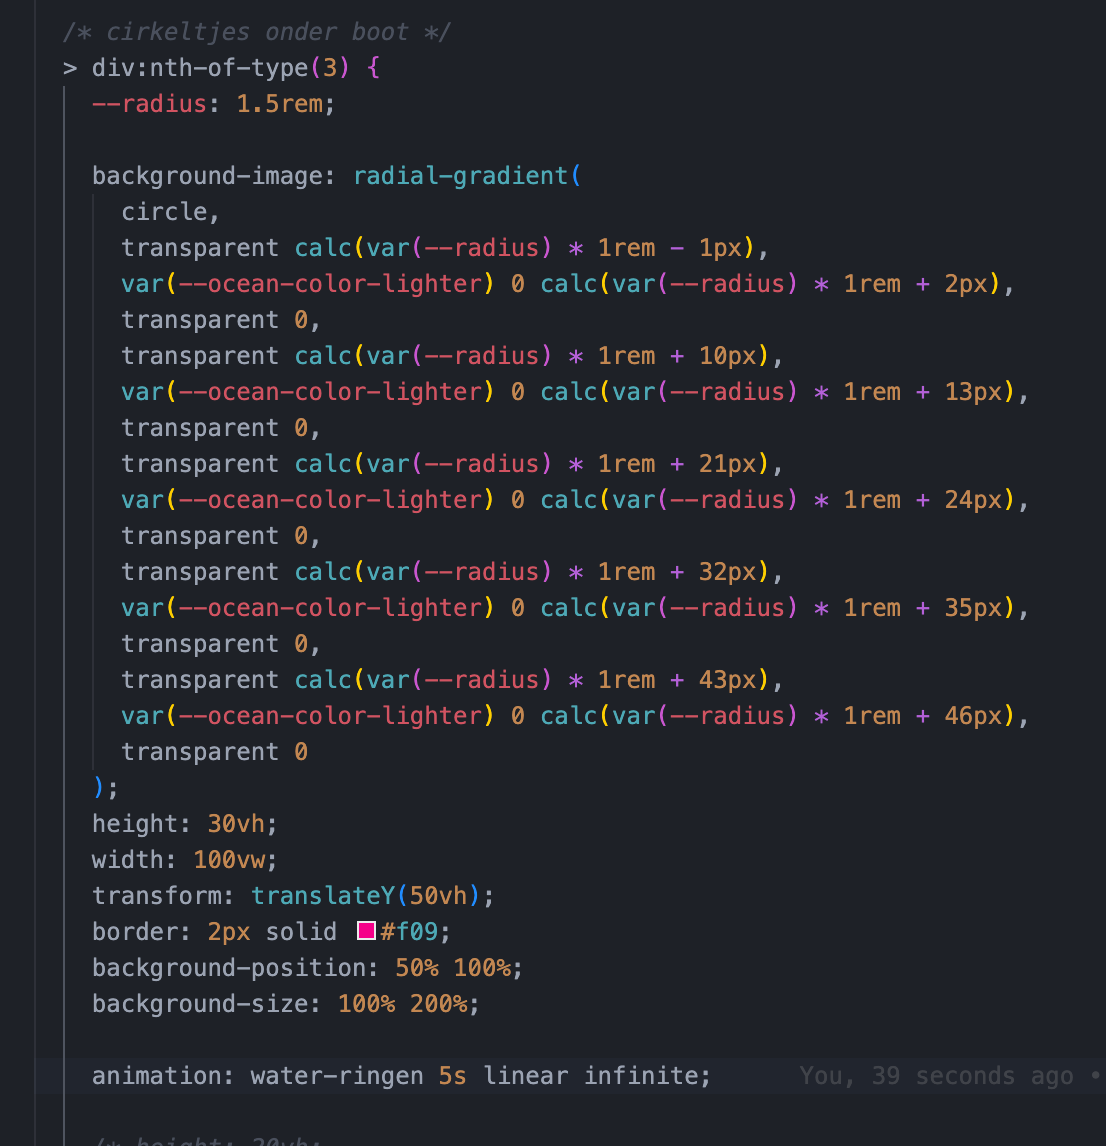 /* cirkeltjes onder boot */
> div:nth-of-type(3) {
--radius: 1.5rem;
background-image: radial-gradient(
circle,
transparent calc(var(--radius) * 1rem - 1px),
var(--ocean-color-lighter) 0 calc(var(--radius) * 1rem + 2px),
transparent 0,
transparent calc(var(--radius) * 1rem + 10px),
var(--ocean-color-lighter) 0 calc(var(--radius) * 1rem + 13px),
transparent 0,
transparent calc(var(--radius) * 1rem + 21px),
var(--ocean-color-lighter) 0 calc(var(--radius) * 1rem + 24px),
transparent 0,
transparent calc(var(--radius) * 1rem + 32px),
var(--ocean-color-lighter) 0 calc(var(--radius) * 1rem + 35px),
transparent 0,
transparent calc(var(--radius) * 1rem + 43px),
var(--ocean-color-lighter) 0 calc(var(--radius) * 1rem + 46px),
transparent 0
);
height: 30vh;
width: 100vw;
transform: translateY(50vh);
border: 2px solid #f09;
background-position: 50% 100%;
background-size: 100% 200%;
animation: water-ringen 5s linear infinite; You, 39 seconds ago •
/* height: 20vh;